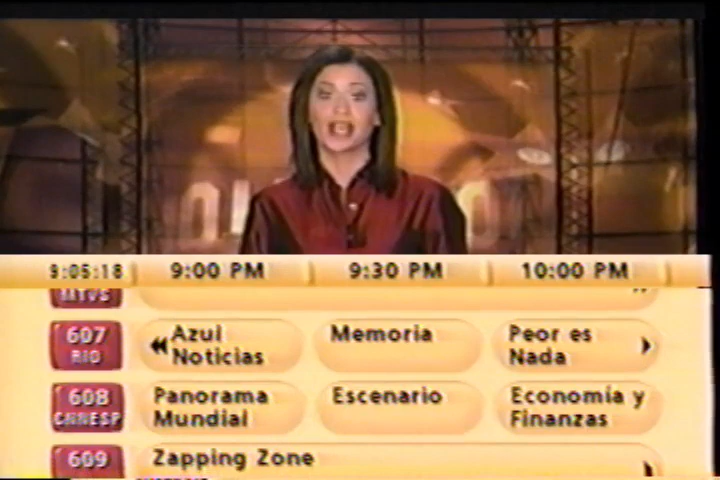 9:05:18 9:00 PM 9:30 PM 10:00 PM
MTVS
607 Azul Memoria Peor es
RIO Noticias Nada
608 Panorama Escenario Economía y
CNNESP Mundial Finanzas
609 Zapping Zone